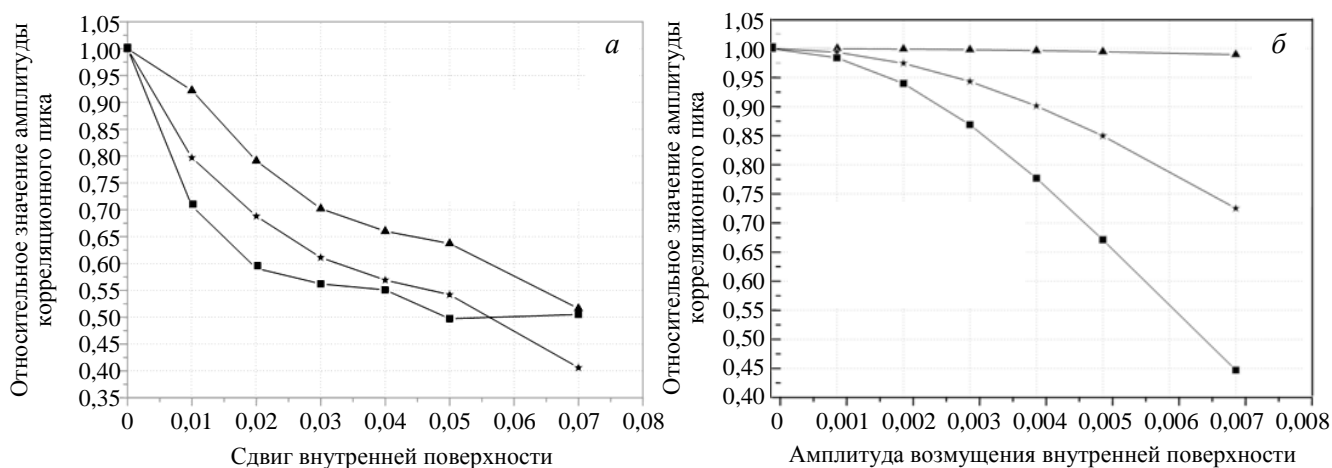 Относительное значение амплитуды
корреляционного пика
1,05
1,00
0,95
0,90
0,85
0,80
0,75
0,70
0,65
0,60
0,55
0,50
0,45
0,40
0,35
а
0 0,01 0,02 0,03 0,04 0,05 0,06 0,07 0,08
Сдвиг внутренней поверхности
Относительное значение амплитуды
корреляционного пика
1,05
1,00
0,95
0,90
0,85
0,80
0,75
0,70
0,65
0,60
0,55
0,50
0,45
0,40
б
0 0,001 0,002 0,003 0,004 0,005 0,006 0,007 0,008
Амплитуда возмущения внутренней поверхности